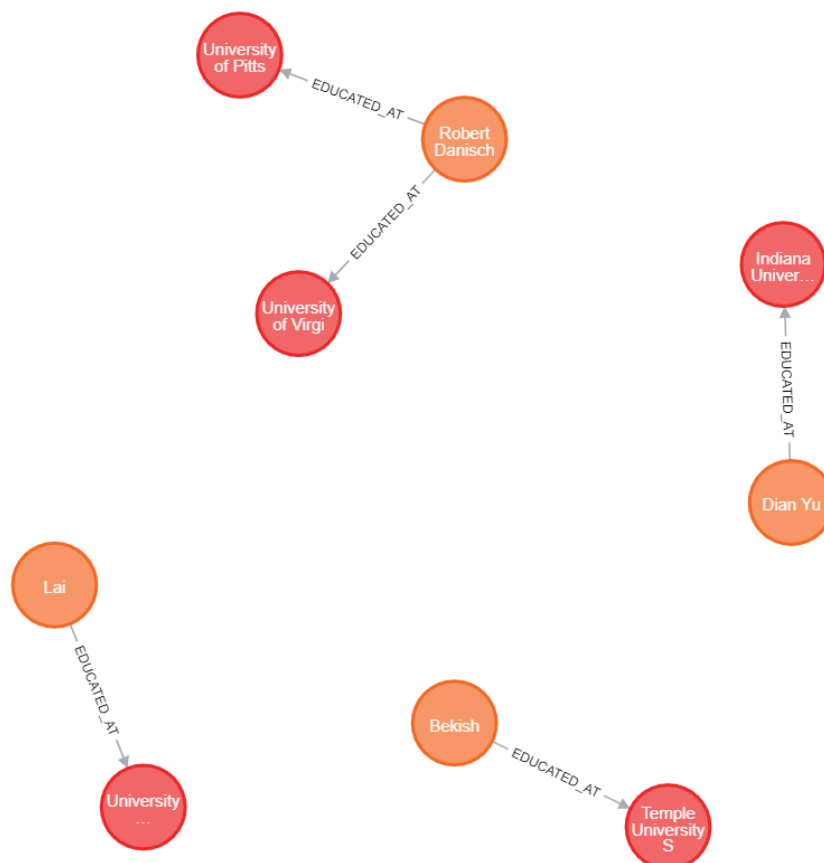 University
of Pitts
EDUCATED_AT
Robert
Danisch
EDUCATED_AT
University
of Virgi
Indiana
Univer...
EDUCATED_AT
Dian Yu
Lai
EDUCATED_AT
University
...
Bekish
EDUCATED_AT
Temple
University
S